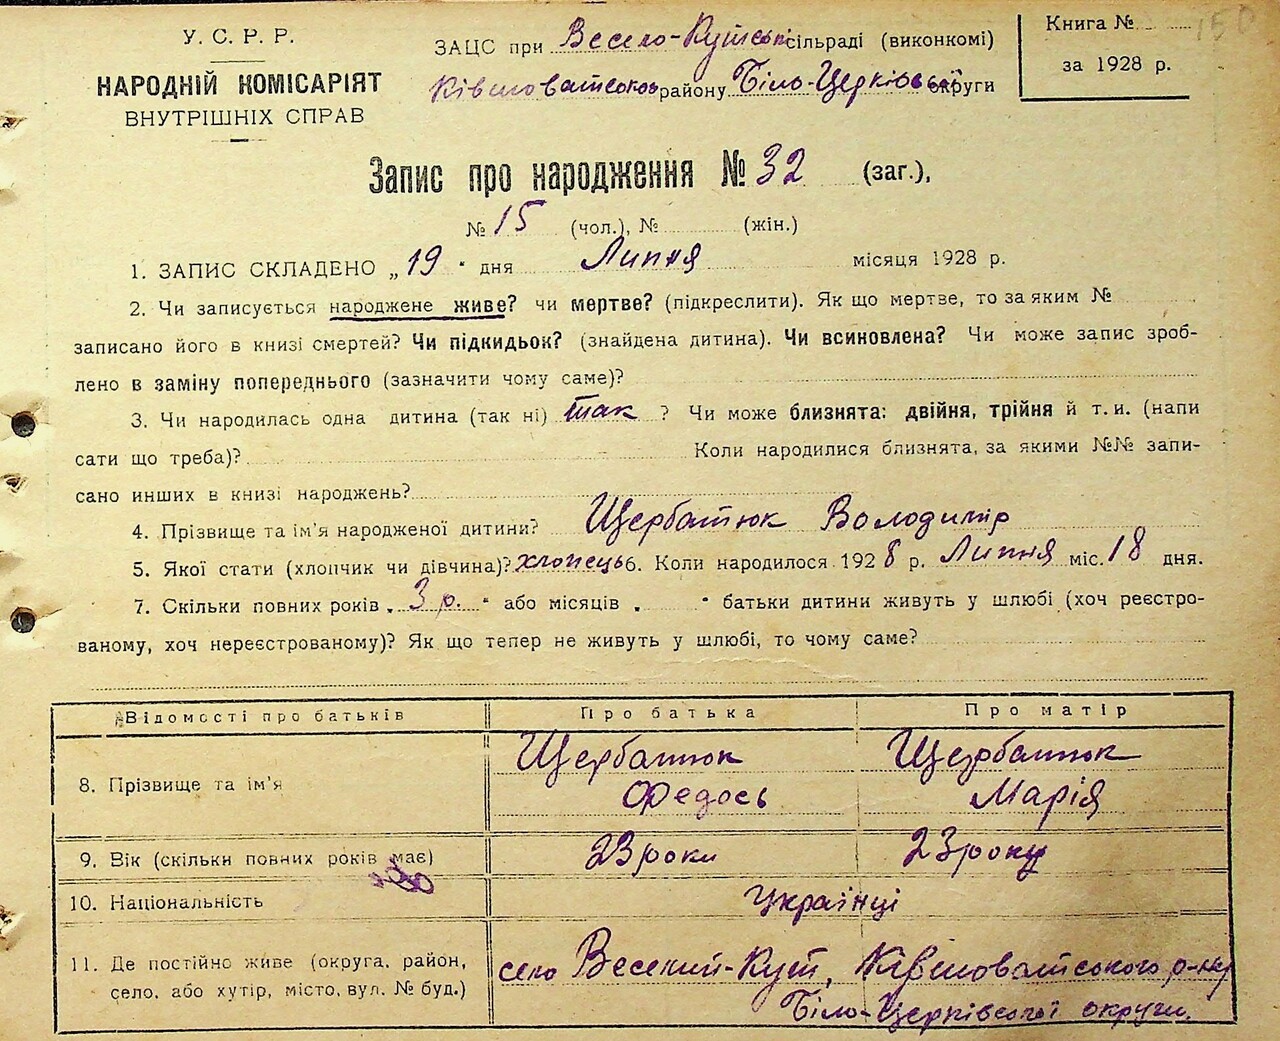 У. С. Р. Р.
НАРОДНІЙ КОМІСАРІЯТ
ВНУТРІШНІХ СПРАВ
ЗАЦС при Весело-Кутській сільраді (виконкомі)
Ківшоватського району Біло-Церківської округи
Книга № 150
за 1928 р.
Запис про народження № 32 (заг.),
№ 15 (чол.), № (жін.)
1. ЗАПИС СКЛАДЕНО „19" дня Липня місяця 1928 р.
2. Чи записується народжене живе? чи мертве? (підкреслити). Як що мертве, то за яким №
записано його в книзі смертей? Чи підкидьок? (знайдена дитина). Чи всиновлена? Чи може запис зроб-
лено в заміну попереднього (зазначити чому саме)?
3. Чи народилась одна дитина (так ні) так ? Чи може близнята: двійня, трійня й т. и. (напи
сати що треба)? Коли народилися близнята, за якими №№ запи-
сано инших в книзі народжень?
4. Прізвище та ім'я народженої дитини? Щербатюк Володимір
5. Якої стати (хлопчик чи дівчина)? хлопець 6. Коли народилося 1928 р. Липня міс. 18 дня.
7. Скільки повних років „3 р." або місяців „ " батьки дитини живуть у шлюбі (хоч реєстро-
ваному, хоч нереєстрованому)? Як що тепер не живуть у шлюбі, то чому саме?
Відомості про батьків Про батька Про матір
8. Прізвище та ім'я Щербатюк Федось Щербатюк Марія
9. Вік (скільки повних років має) 23 роки 23 року
10. Національність Українці
11. Де постійно живе (округа, район, село Веселий-Кут, Ківшоватського р-ну
село, або хутір, місто, вул. № буд.) Біло-Церківської округи.